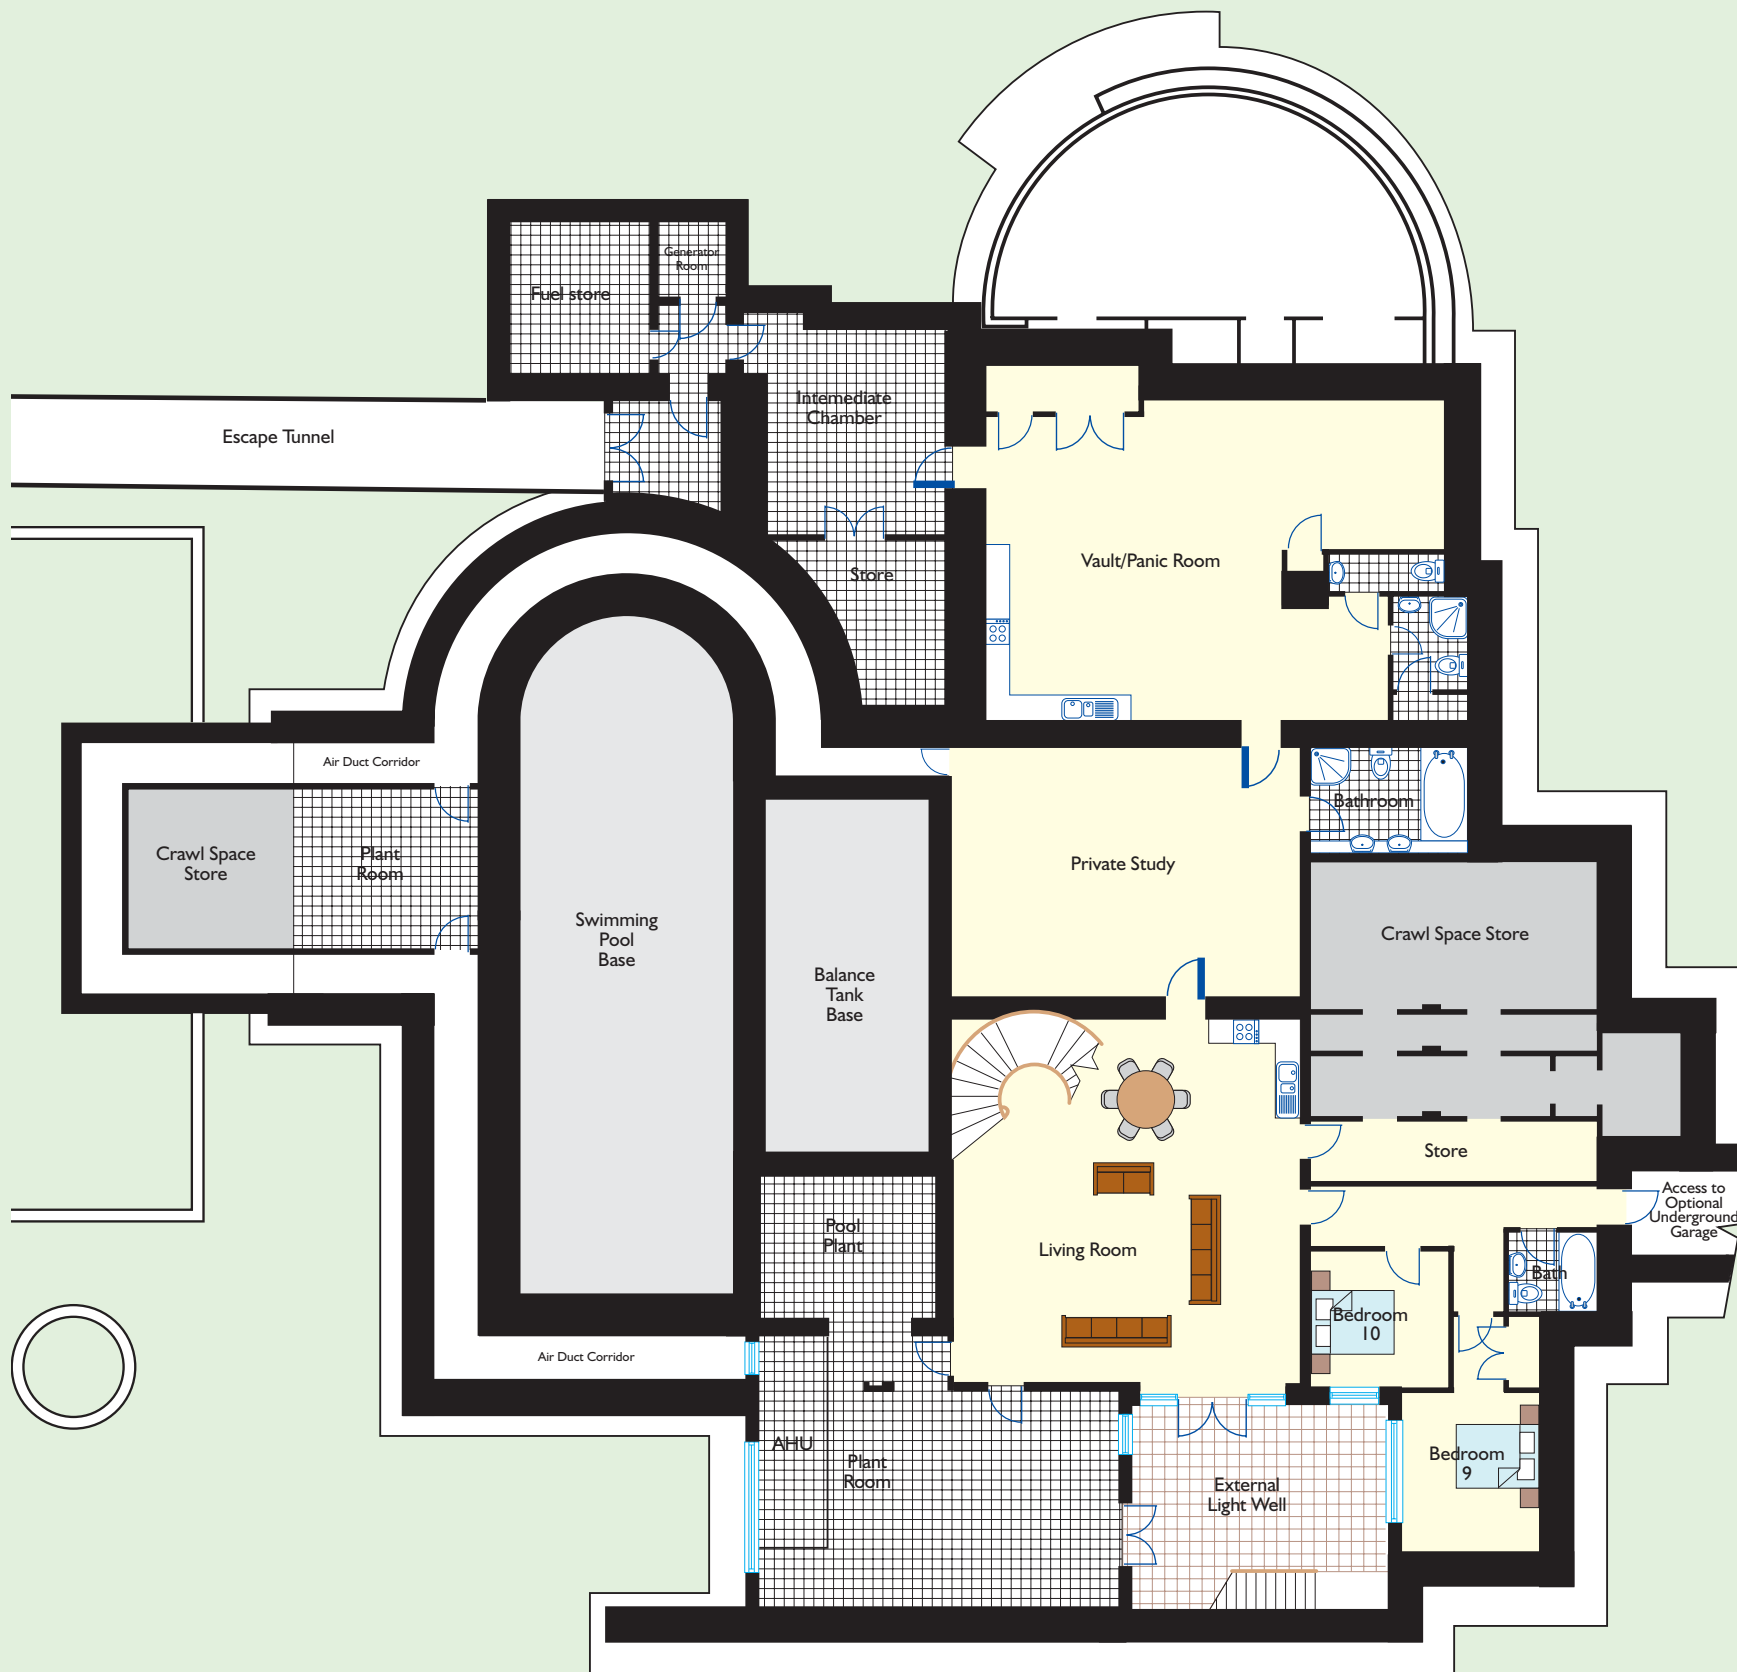 Generator
Room
Fuel store
Intemediate
Chamber
Escape Tunnel
Vault/Panic Room
Store
Air Duct Corridor
Bathroom
Crawl Space
Store
Plant
Room
Private Study
Swimming
Pool
Base
Crawl Space Store
Balance
Tank
Base
Store
Access to
Optional
Underground
Garage
Pool
Plant
Living Room
Bath
Bedroom
10
Air Duct Corridor
AHU
Plant
Room
Bedroom
9
External
Light Well